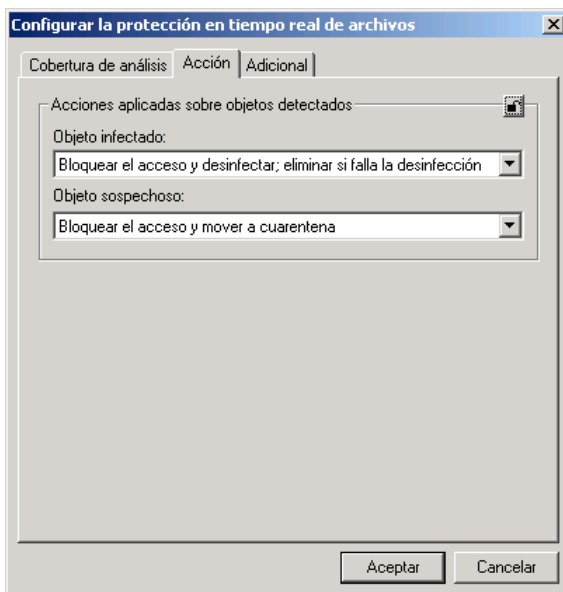 Configurar la protección en tiempo real de archivos
Cobertura de análisis Acción Adicional
Acciones aplicadas sobre objetos detectados
Objeto infectado:
Bloquear el acceso y desinfectar; eliminar si falla la desinfección
Objeto sospechoso:
Bloquear el acceso y mover a cuarentena
Aceptar Cancelar